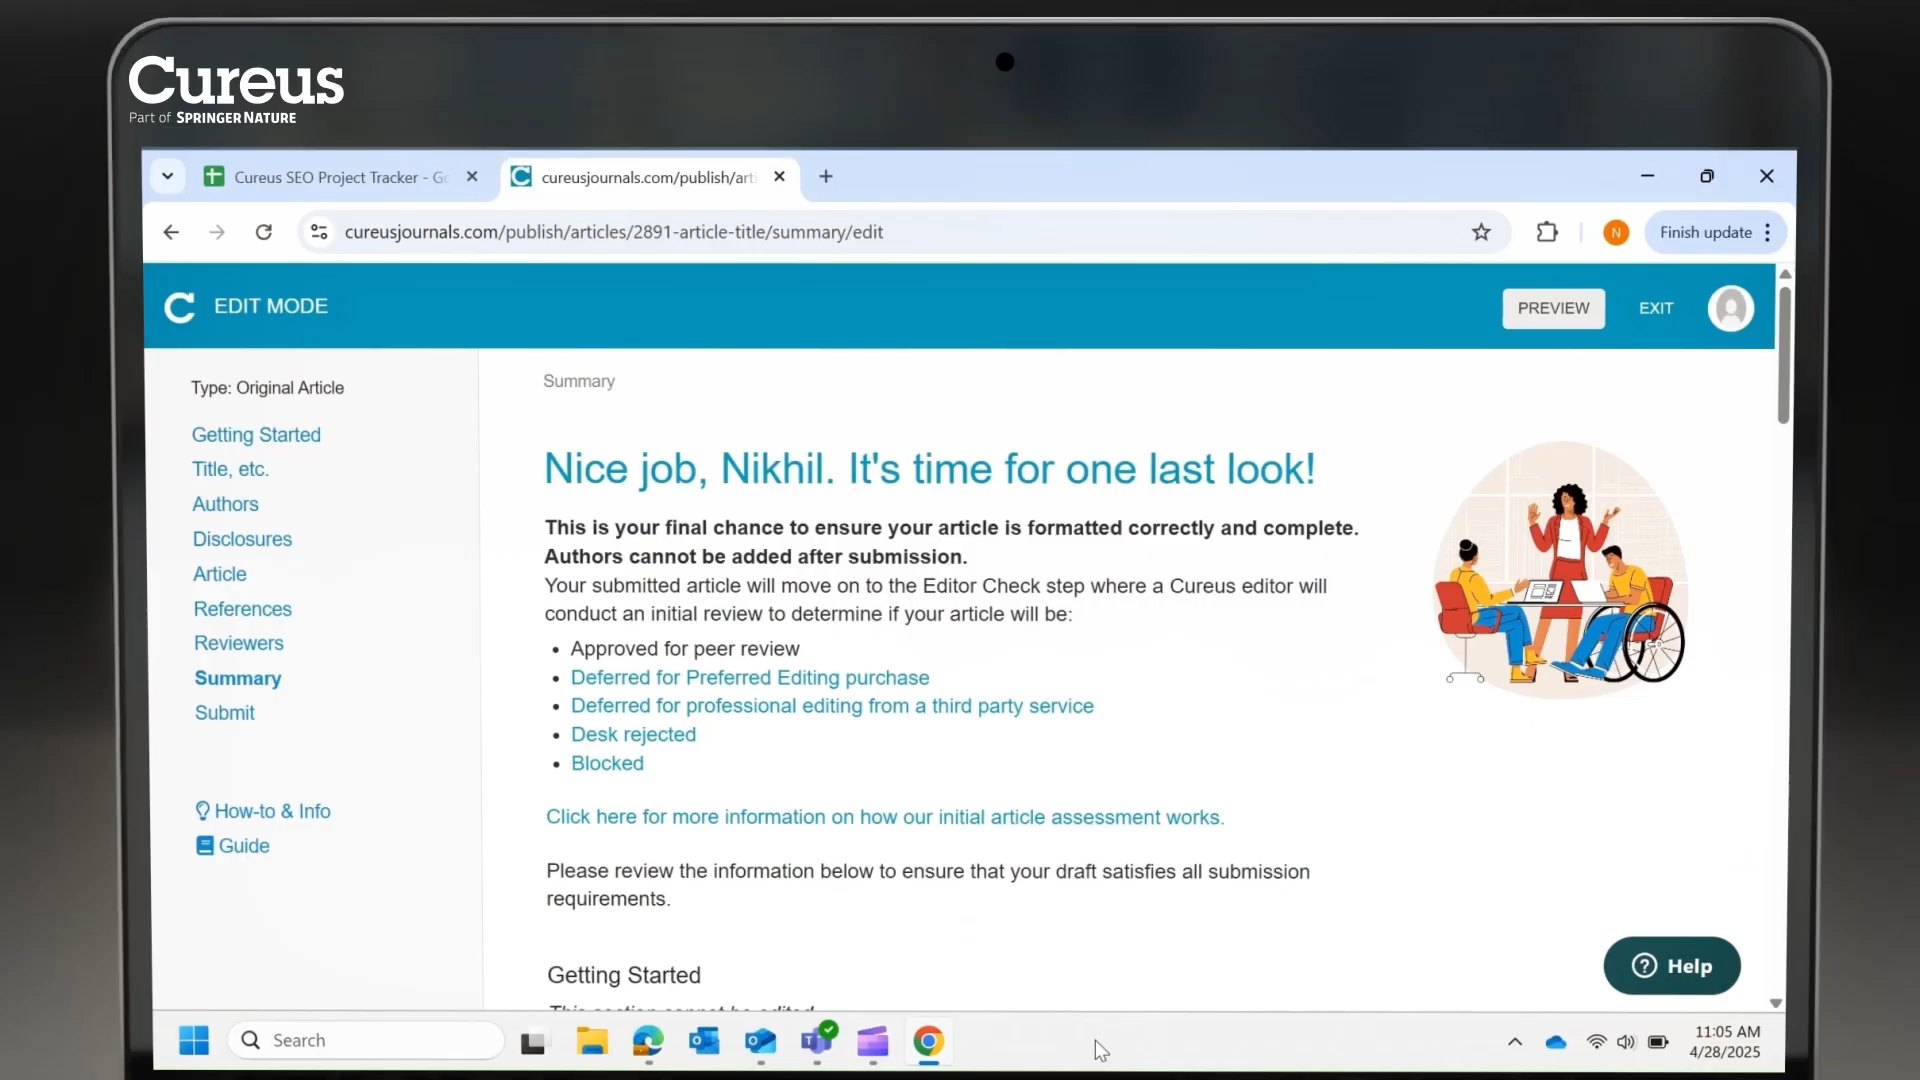 Cureus
Part of SPRINGER NATURE
Cureus SEO Project Tracker - Go
cureusjournals.com/publish/arti
cureusjournals.com/publish/articles/2891-article-title/summary/edit
N
Finish update
EDIT MODE
PREVIEW
EXIT
Type: Original Article
Getting Started
Title, etc.
Authors
Disclosures
Article
References
Reviewers
Summary
Submit
How-to & Info
Guide
Summary
Nice job, Nikhil. It's time for one last look!
This is your final chance to ensure your article is formatted correctly and complete.
Authors cannot be added after submission.
Your submitted article will move on to the Editor Check step where a Cureus editor will
conduct an initial review to determine if your article will be:
• Approved for peer review
• Deferred for Preferred Editing purchase
• Deferred for professional editing from a third party service
• Desk rejected
• Blocked
Click here for more information on how our initial article assessment works.
Please review the information below to ensure that your draft satisfies all submission
requirements.
Getting Started
This section cannot be edited
Help
Search
11:05 AM
4/28/2025